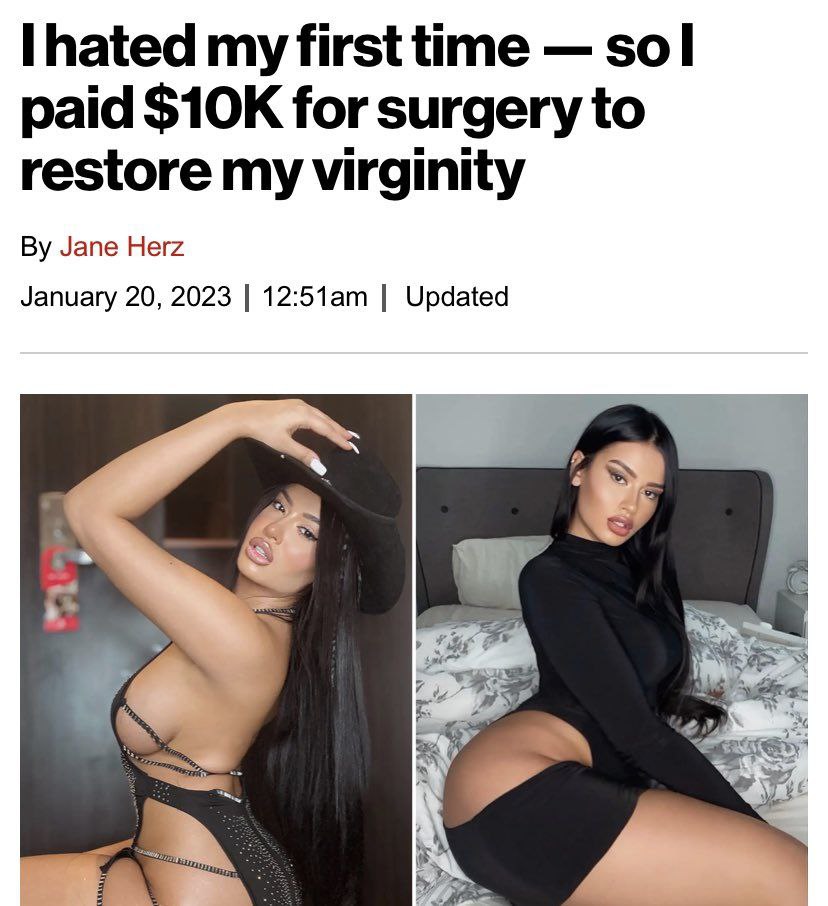 I hated my first time — so I
paid $10K for surgery to
restore my virginity
By Jane Herz
January 20, 2023 | 12:51am | Updated